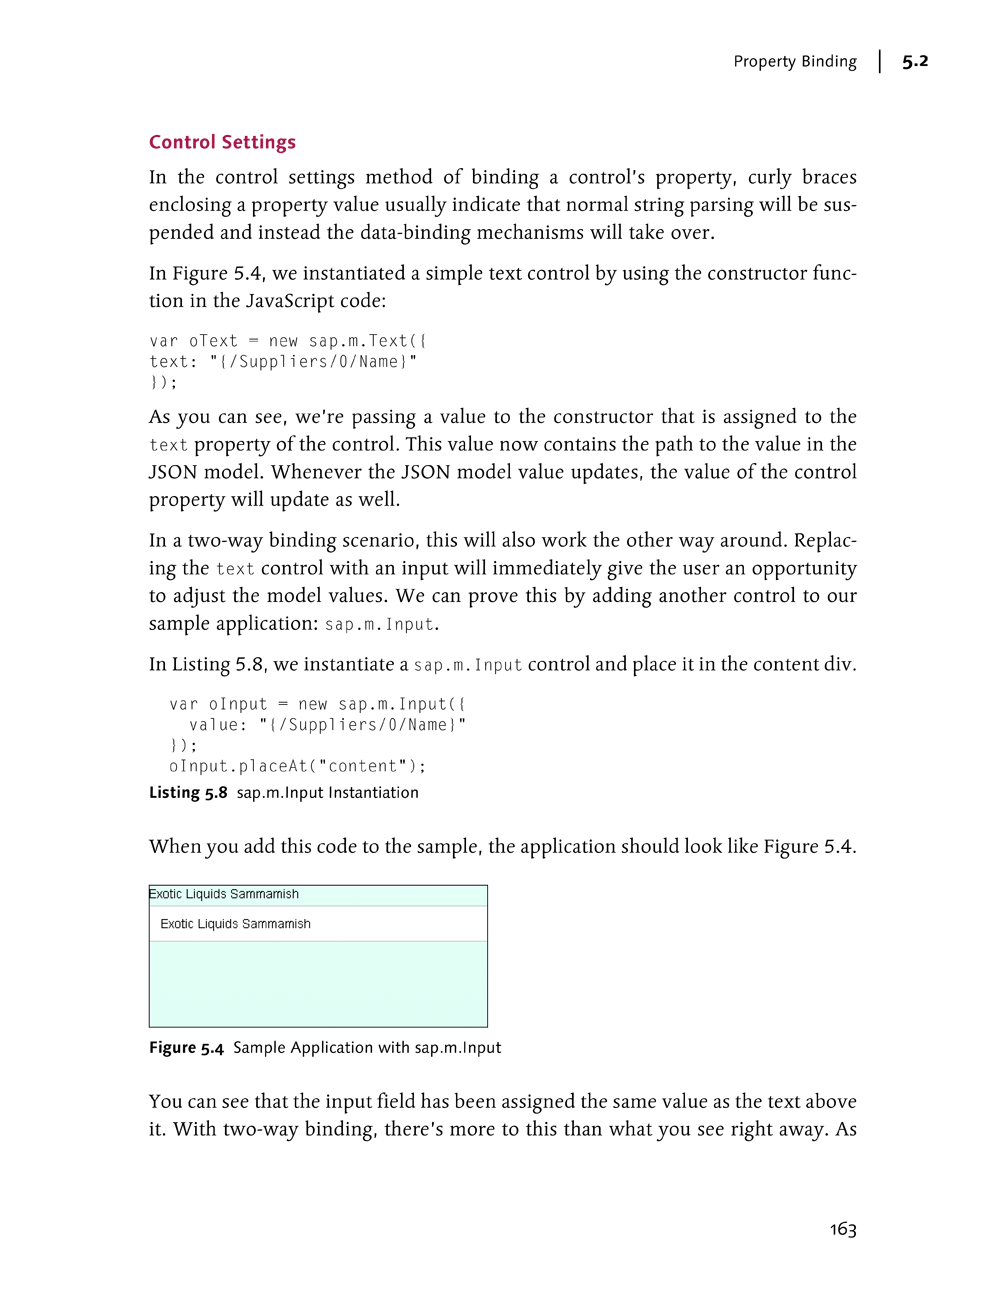 Property Binding | 5.2
Control Settings
In the control settings method of binding a control's property, curly braces
enclosing a property value usually indicate that normal string parsing will be sus-
pended and instead the data-binding mechanisms will take over.
In Figure 5.4, we instantiated a simple text control by using the constructor func-
tion in the JavaScript code:
var oText = new sap.m.Text({
text: "{/Suppliers/0/Name}"
});
As you can see, we're passing a value to the constructor that is assigned to the
text property of the control. This value now contains the path to the value in the
JSON model. Whenever the JSON model value updates, the value of the control
property will update as well.
In a two-way binding scenario, this will also work the other way around. Replac-
ing the text control with an input will immediately give the user an opportunity
to adjust the model values. We can prove this by adding another control to our
sample application: sap.m.Input.
In Listing 5.8, we instantiate a sap.m.Input control and place it in the content div.
var oInput = new sap.m.Input({
value: "{/Suppliers/0/Name}"
});
oInput.placeAt("content");
Listing 5.8 sap.m.Input Instantiation
When you add this code to the sample, the application should look like Figure 5.4.
Exotic Liquids Sammamish
Exotic Liquids Sammamish
Figure 5.4 Sample Application with sap.m.Input
You can see that the input field has been assigned the same value as the text above
it. With two-way binding, there's more to this than what you see right away. As
163